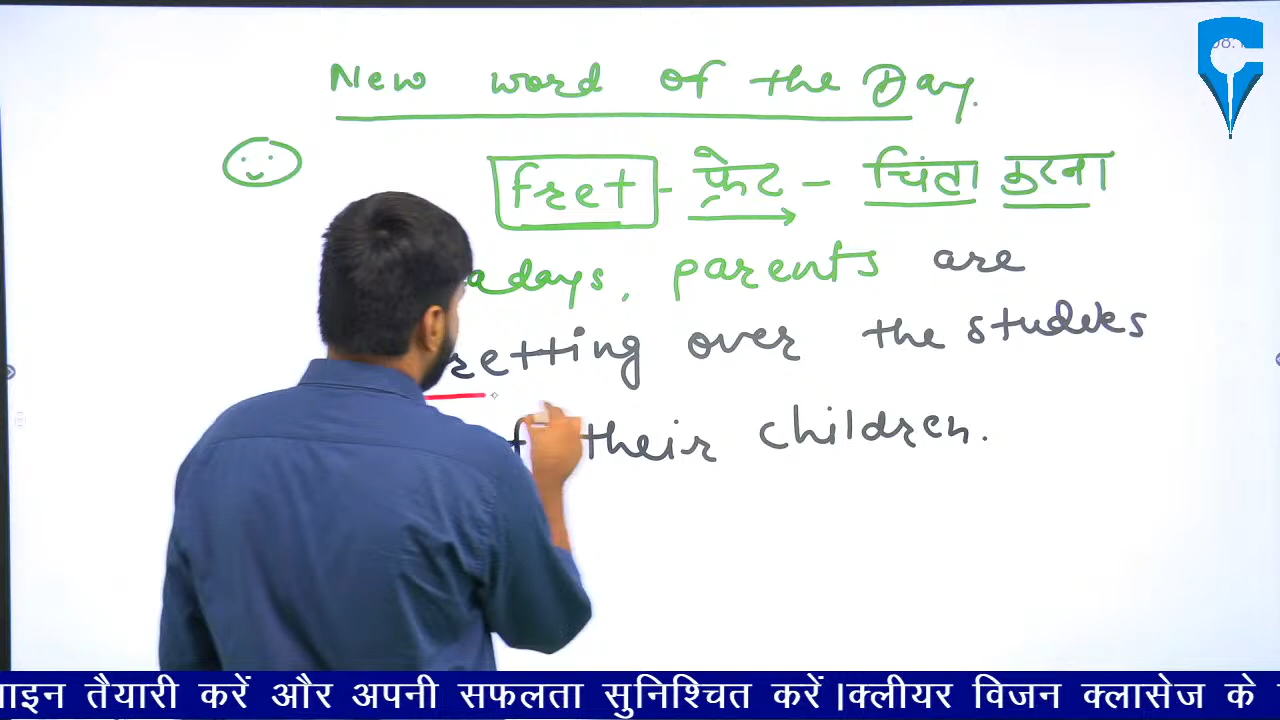 New word of the Day.
fret - फ्रेट - चिंता करना
adays, parents are
retting over the studies
f their children.
ाइन तैयारी करें और अपनी सफलता सुनिश्चित करें ।क्लीयर विजन क्लासेज के